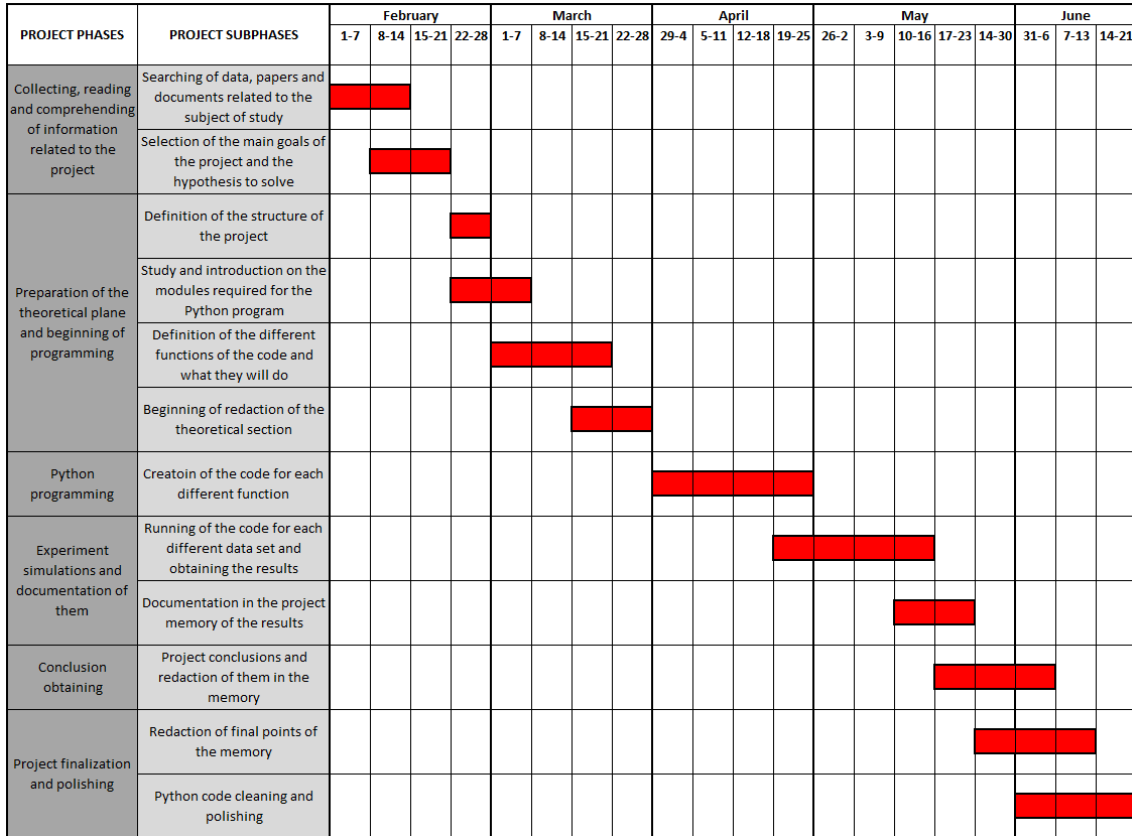 PROJECT PHASES
PROJECT SUBPHASES
February
March
April
May
June
1-7 8-14 15-21 22-28 1-7 8-14 15-21 22-28 29-4 5-11 12-18 19-25 26-2 3-9 10-16 17-23 14-30 31-6 7-13 14-21
Collecting, reading
and comprehending
of information
related to the
project
Searching of data, papers and
documents related to the
subject of study
Selection of the main goals of
the project and the
hypothesis to solve
Preparation of the
theoretical plane
and beginning of
programming
Definition of the structure of
the project
Study and introduction on the
modules required for the
Python program
Definition of the different
functions of the code and
what they will do
Beginning of redaction of the
theoretical section
Python
programming
Creatoin of the code for each
different function
Experiment
simulations and
documentation of
them
Running of the code for each
different data set and
obtaining the results
Documentation in the project
memory of the results
Conclusion
obtaining
Project conclusions and
redaction of them in the
memory
Project finalization
and polishing
Redaction of final points of
the memory
Python code cleaning and
polishing